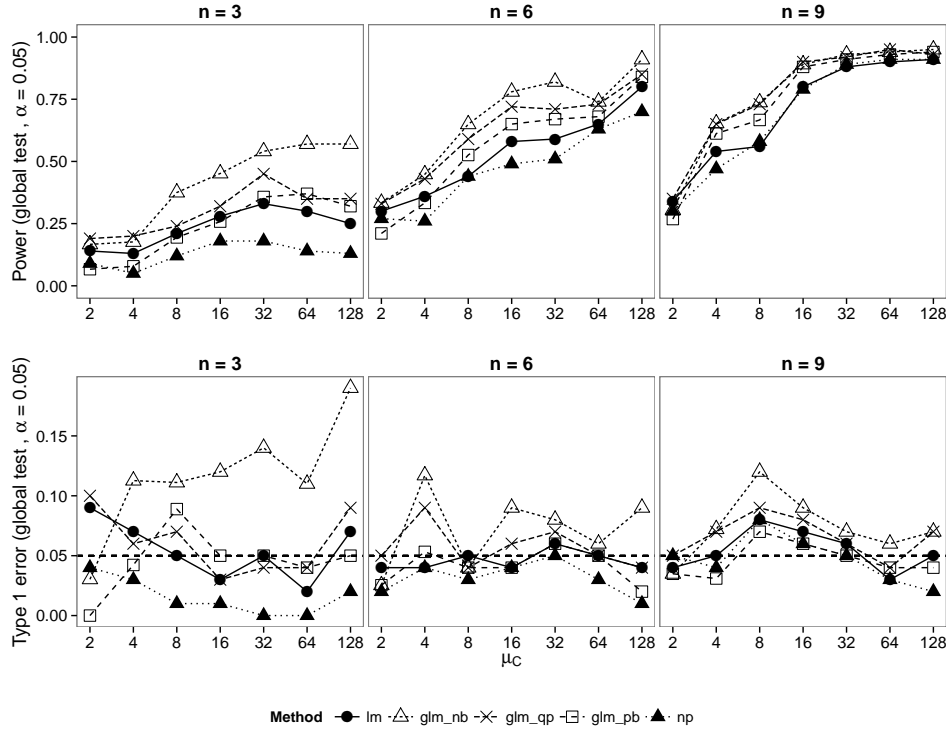 n = 3
n = 6
n = 9
Power (global test , α = 0.05)
1.00
0.75
0.50
0.25
0.00
2 4 8 16 32 64 128
2 4 8 16 32 64 128
2 4 8 16 32 64 128
n = 3
n = 6
n = 9
Type 1 error (global test , α = 0.05)
0.15
0.10
0.05
0.00
2 4 8 16 32 64 128
2 4 8 16 32 64 128
2 4 8 16 32 64 128
μC
Method lm glm_nb glm_qp glm_pb np